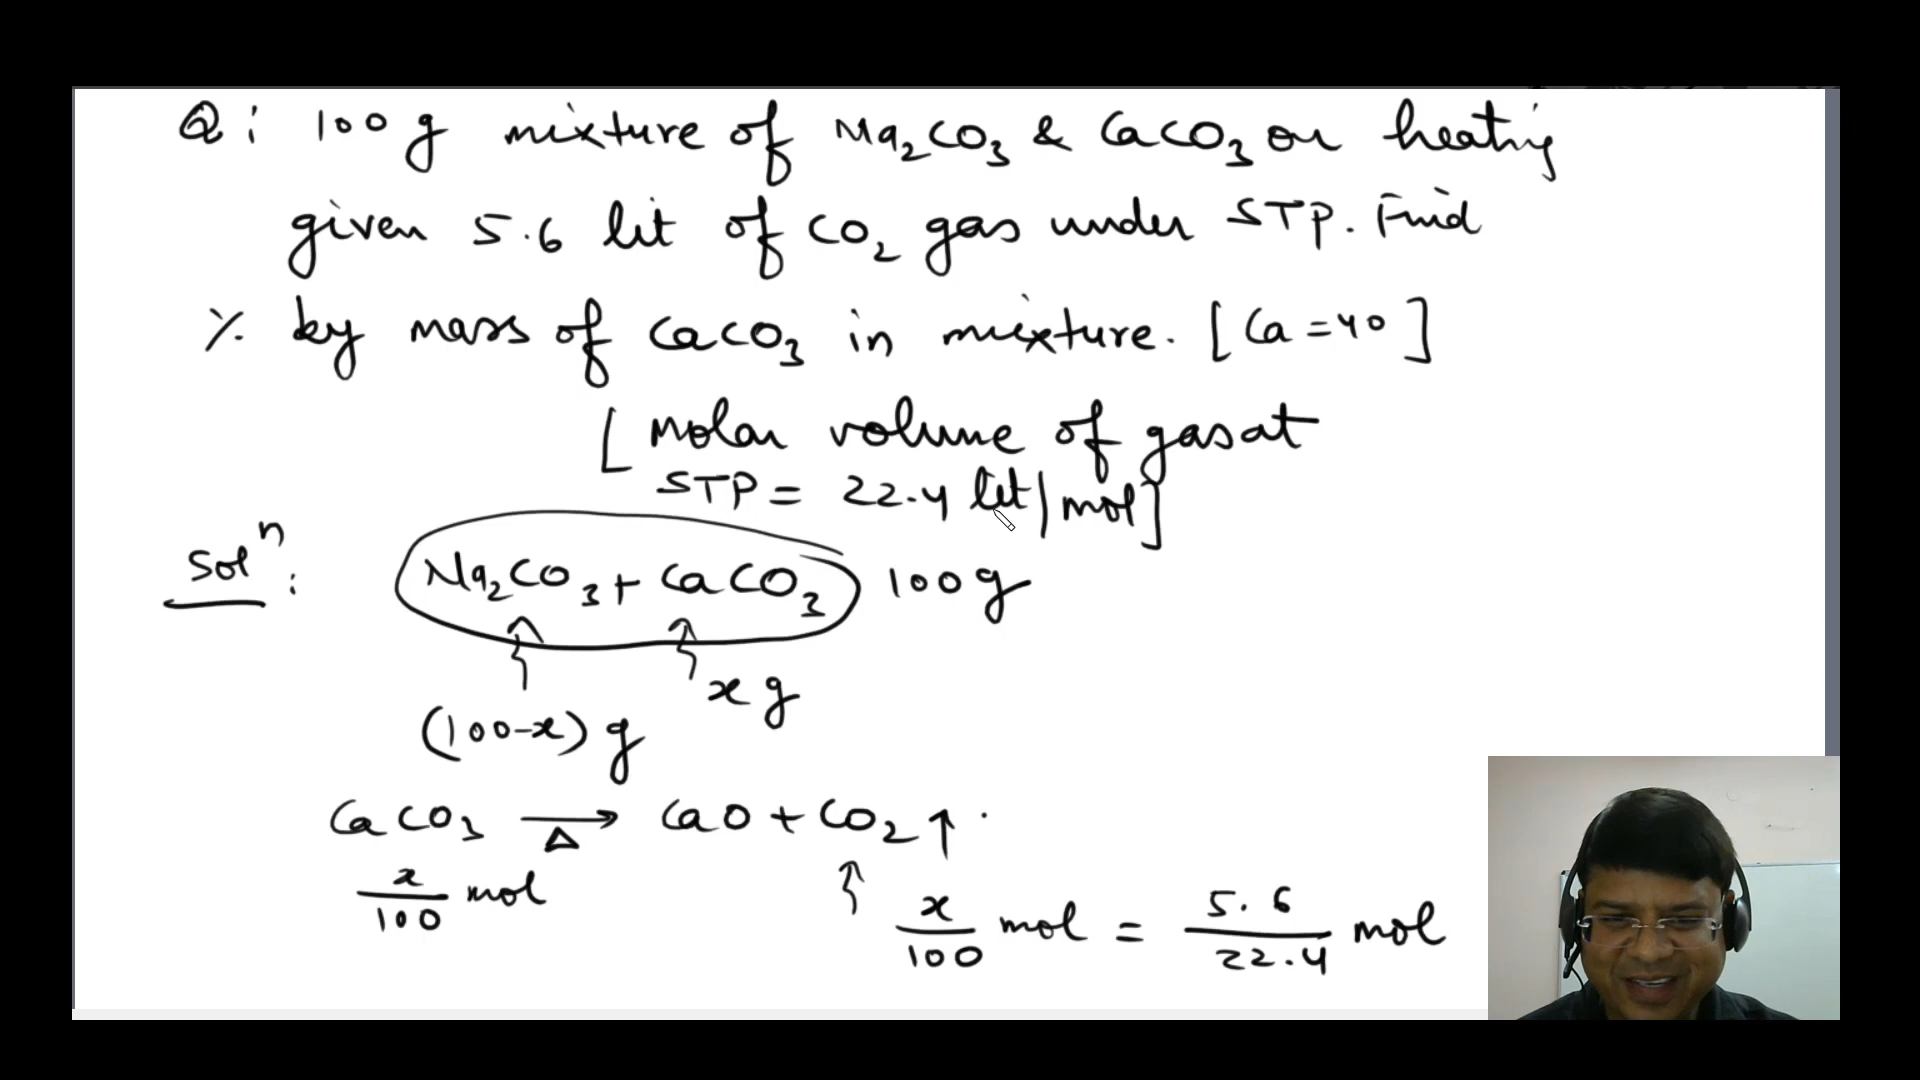 Q: 100 g mixture of Na₂CO₃ & CaCO₃ on heating
given 5.6 lit of CO₂ gas under STP. Find
% by mass of CaCO₃ in mixture. [Ca = 40]
[Molar volume of gas at
STP = 22.4 lit/mol]
Solⁿ: Na₂CO₃ + CaCO₃ 100 g
x g
(100-x) g
CaCO₃ →Δ CaO + CO₂↑
x/100 mol
x/100 mol = 5.6/22.4 mol